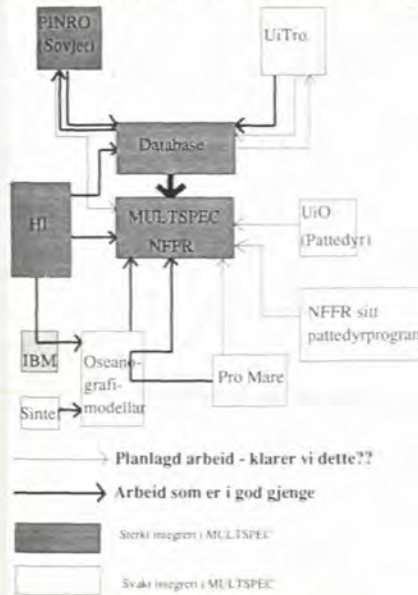 PINRO
(Sovjet)
UiTro.
Database
HI
MULTSPEC
NFFR
UiO
(Pattedyr)
NFFR sitt
pattedyrprogram
IBM
Oseano-
grafi-
modellar
Pro Mare
Sinte
Planlagd arbeid - klarer vi dette??
Arbeid som er i god gjenge
Sterkt integrert i MULTSPEC
Svakt integrert i MULTSPEC